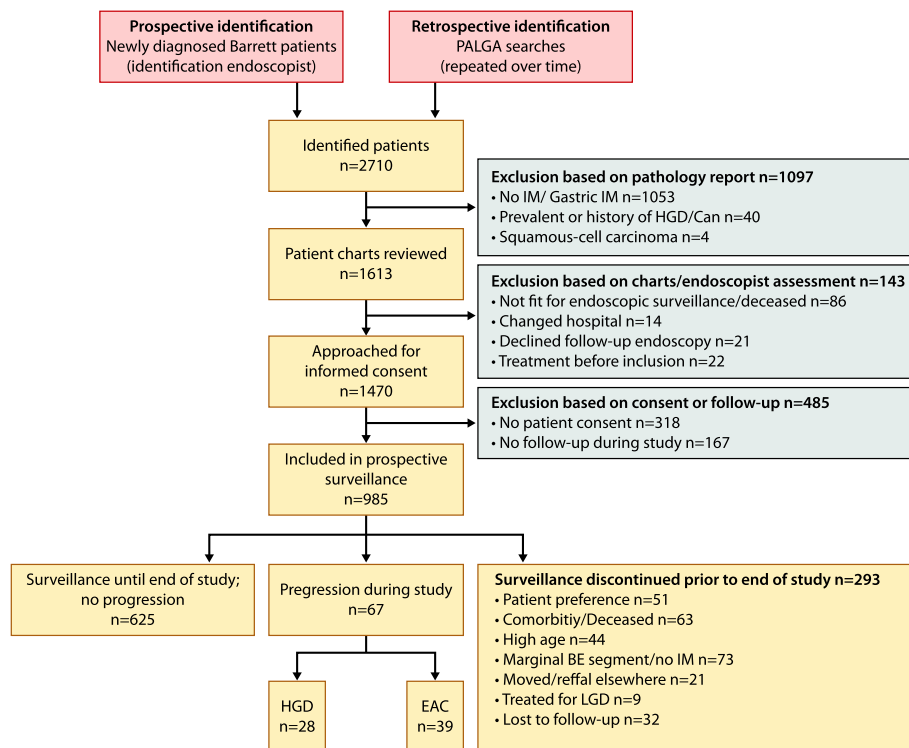 Prospective identification
Newly diagnosed Barrett patients
(identification endoscopist)
Retrospective identification
PALGA searches
(repeated over time)
Identified patients
n=2710
Exclusion based on pathology report n=1097
• No IM/ Gastric IM n=1053
• Prevalent or history of HGD/Can n=40
• Squamous-cell carcinoma n=4
Patient charts reviewed
n=1613
Exclusion based on charts/endoscopist assessment n=143
• Not fit for endoscopic surveillance/deceased n=86
• Changed hospital n=14
• Declined follow-up endoscopy n=21
• Treatment before inclusion n=22
Approached for
informed consent
n=1470
Exclusion based on consent or follow-up n=485
• No patient consent n=318
• No follow-up during study n=167
Included in prospective
surveillance
n=985
Surveillance until end of study;
no progression
n=625
Pregression during study
n=67
Surveillance discontinued prior to end of study n=293
• Patient preference n=51
• Comorbitiy/Deceased n=63
• High age n=44
• Marginal BE segment/no IM n=73
• Moved/reffal elsewhere n=21
• Treated for LGD n=9
• Lost to follow-up n=32
HGD
n=28
EAC
n=39